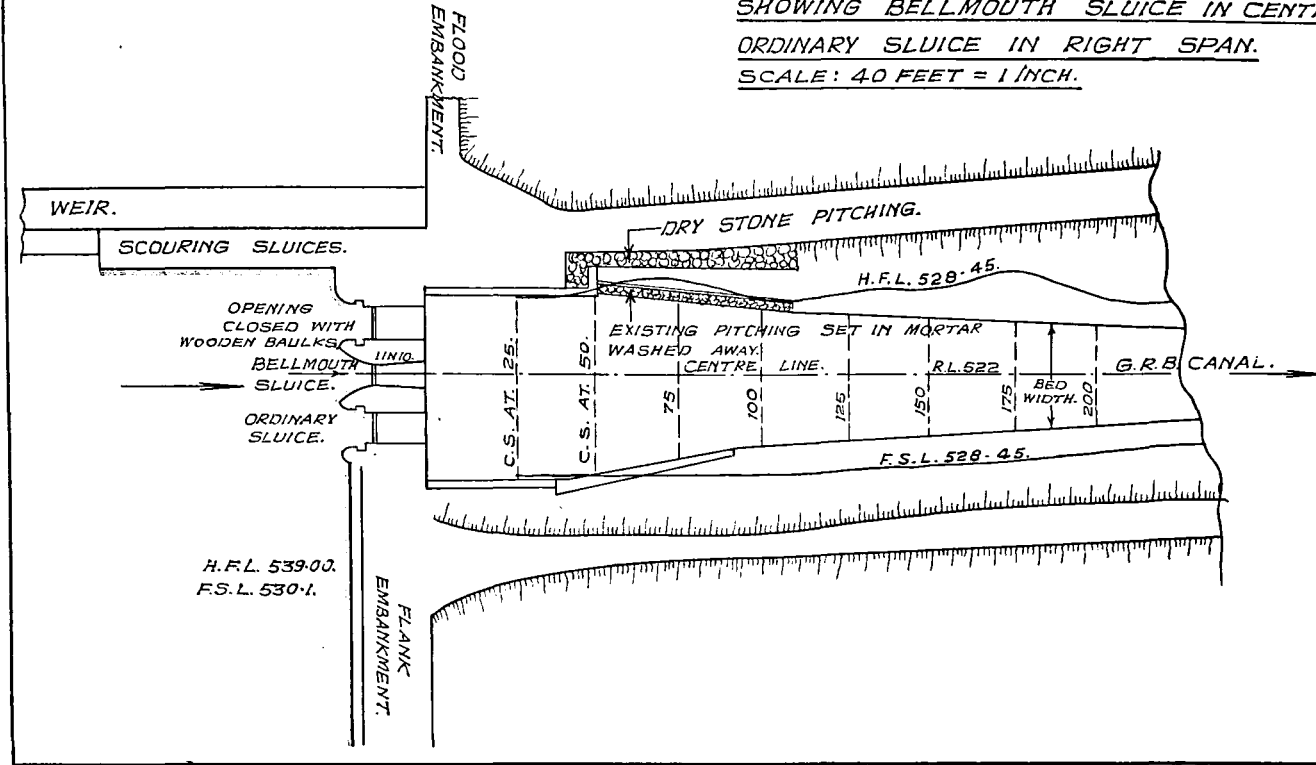 SHOWING BELLMOUTH SLUICE IN CENT
ORDINARY SLUICE IN RIGHT SPAN.
SCALE: 40 FEET = 1 INCH.
FLOOD
EMBANKMENT.
WEIR.
SCOURING SLUICES.
DRY STONE PITCHING.
H.F.L. 528·45.
OPENING
CLOSED WITH
WOODEN BAULKS
1 IN 10.
BELLMOUTH
SLUICE.
ORDINARY
SLUICE.
EXISTING PITCHING SET IN MORTAR
WASHED AWAY.
CENTRE LINE.
R.L. 522
G.R.B. CANAL.
BED
WIDTH.
C.S. AT. 25.
C.S. AT. 50.
75
100
125
150
175
200
F.S.L. 528·45.
H.F.L. 539·00.
F.S.L. 530·1.
FLANK
EMBANKMENT.